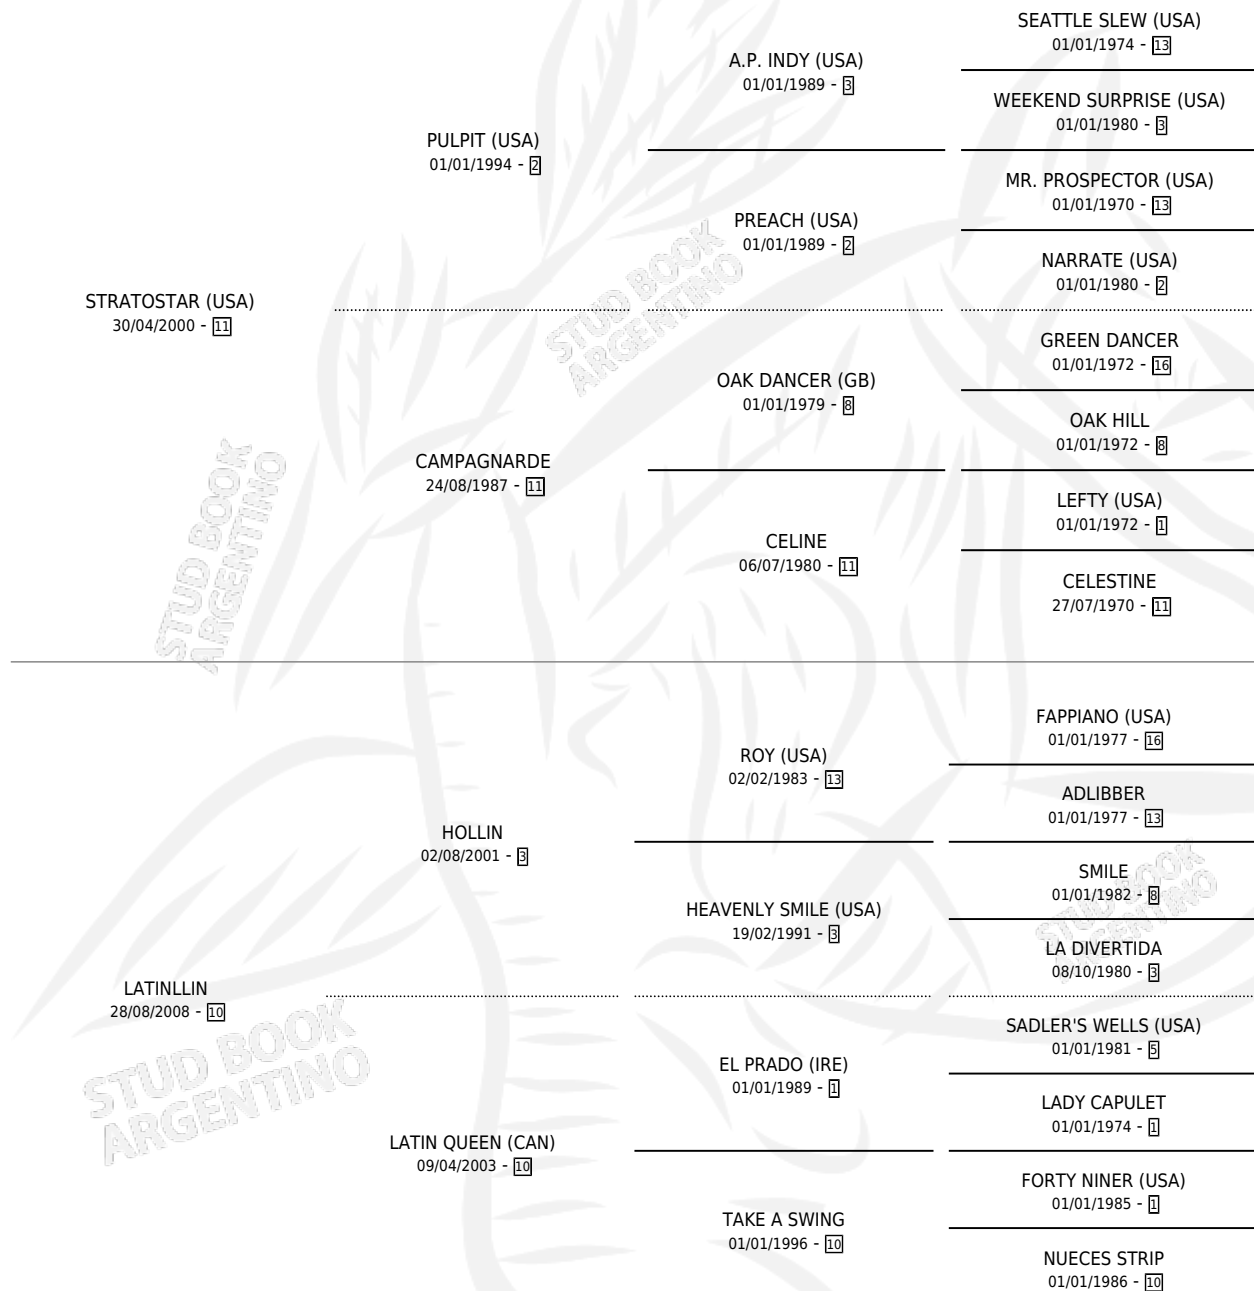 SEATTLE SLEW (USA)
01/01/1974 - 13
A.P. INDY (USA)
01/01/1989 - 3
WEEKEND SURPRISE (USA)
01/01/1980 - 3
PULPIT (USA)
01/01/1994 - 2
MR. PROSPECTOR (USA)
01/01/1970 - 13
PREACH (USA)
01/01/1989 - 2
NARRATE (USA)
01/01/1980 - 2
STRATOSTAR (USA)
30/04/2000 - 11
GREEN DANCER
01/01/1972 - 16
OAK DANCER (GB)
01/01/1979 - 8
OAK HILL
01/01/1972 - 8
CAMPAGNARDE
24/08/1987 - 11
LEFTY (USA)
01/01/1972 - 1
CELINE
06/07/1980 - 11
CELESTINE
27/07/1970 - 11
FAPPIANO (USA)
01/01/1977 - 16
ROY (USA)
02/02/1983 - 13
ADLIBBER
01/01/1977 - 13
HOLLIN
02/08/2001 - 3
SMILE
01/01/1982 - 8
HEAVENLY SMILE (USA)
19/02/1991 - 3
LA DIVERTIDA
08/10/1980 - 3
LATINLLIN
28/08/2008 - 10
SADLER'S WELLS (USA)
01/01/1981 - 5
EL PRADO (IRE)
01/01/1989 - 1
LADY CAPULET
01/01/1974 - 1
LATIN QUEEN (CAN)
09/04/2003 - 10
FORTY NINER (USA)
01/01/1985 - 1
TAKE A SWING
01/01/1996 - 10
NUECES STRIP
01/01/1986 - 10
STUD BOOK
ARGENTINO
STUD BOOK
ARGENTINO
STUD BOOK
ARGENTINO
STUD BOOK
ARGENTINO